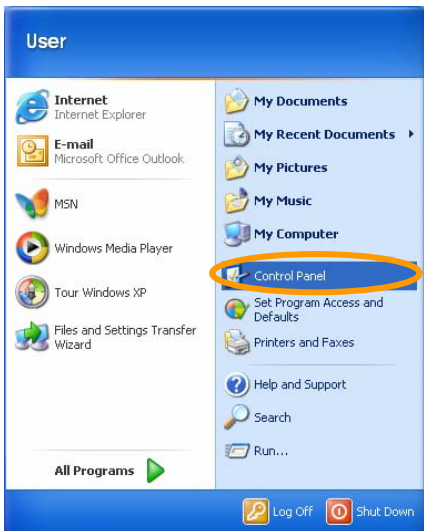 User
Internet
Internet Explorer
E-mail
Microsoft Office Outlook
MSN
Windows Media Player
Tour Windows XP
Files and Settings Transfer
Wizard
All Programs
My Documents
My Recent Documents
My Pictures
My Music
My Computer
Control Panel
Set Program Access and
Defaults
Printers and Faxes
Help and Support
Search
Run...
Log Off
Shut Down